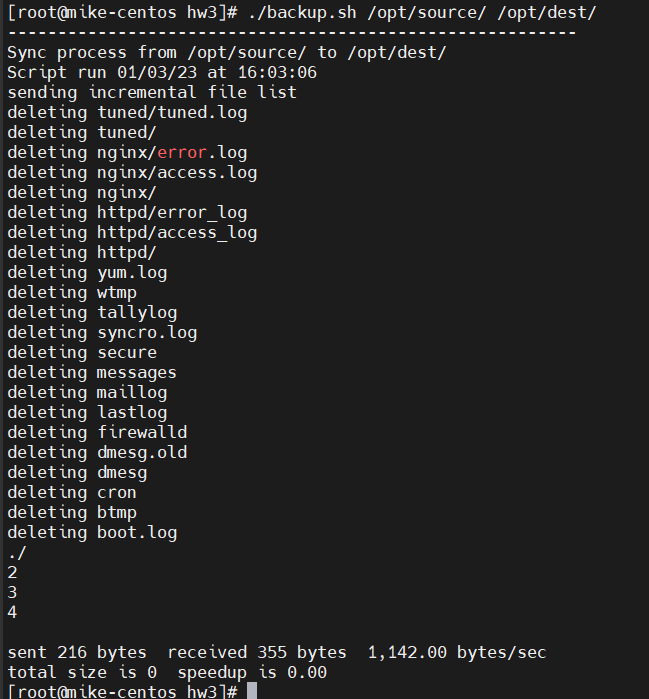 [root@mike-centos hw3]# ./backup.sh /opt/source/ /opt/dest/
---------------------------------------------------------
Sync process from /opt/source/ to /opt/dest/
Script run 01/03/23 at 16:03:06
sending incremental file list
deleting tuned/tuned.log
deleting tuned/
deleting nginx/error.log
deleting nginx/access.log
deleting nginx/
deleting httpd/error_log
deleting httpd/access_log
deleting httpd/
deleting yum.log
deleting wtmp
deleting tallylog
deleting syncro.log
deleting secure
deleting messages
deleting maillog
deleting lastlog
deleting firewalld
deleting dmesg.old
deleting dmesg
deleting cron
deleting btmp
deleting boot.log
./
2
3
4
sent 216 bytes  received 355 bytes  1,142.00 bytes/sec
total size is 0  speedup is 0.00
[root@mike-centos hw3]#